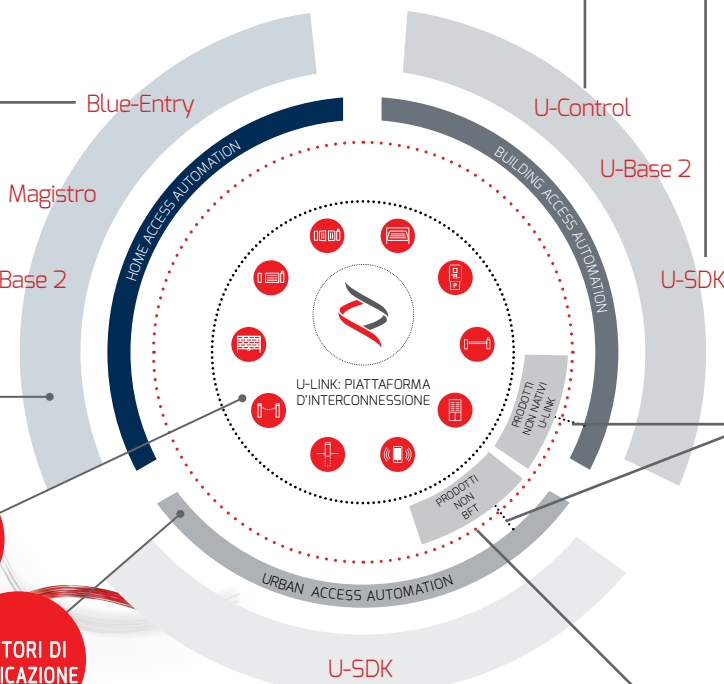 Blue-Entry
U-Control
U-Base 2
Magistro
Base 2
U-SDK
HOME ACCESS AUTOMATION
BUILDING ACCESS AUTOMATION
P
U-LINK: PIATTAFORMA
D'INTERCONNESSIONE
PRODOTTI
NON NATIVI
U-LINK
PRODOTTI
NON
BFT
URBAN ACCESS AUTOMATION
TORI DI
ICAZIONE
U-SDK